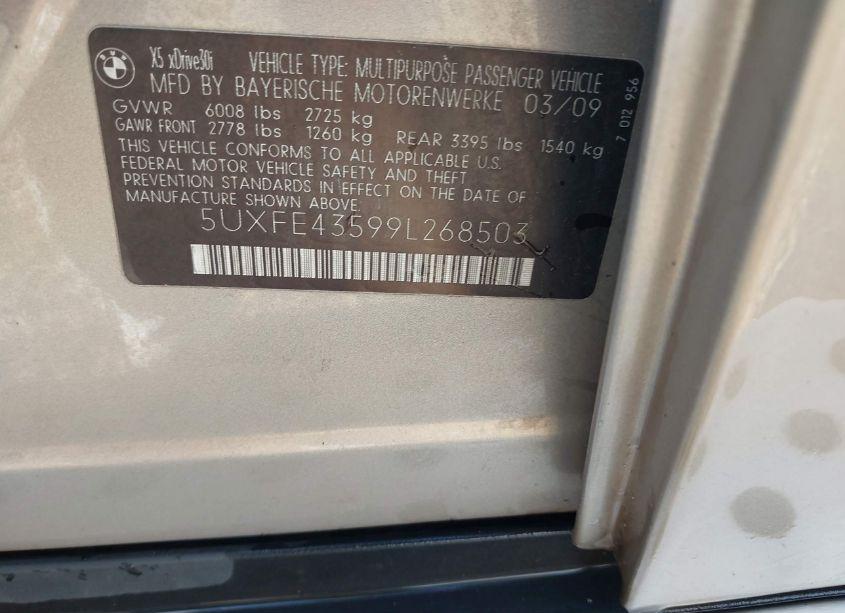 BMW
X5 xDrive30i VEHICLE TYPE: MULTIPURPOSE PASSENGER VEHICLE
MFD BY BAYERISCHE MOTORENWERKE 03/09
GVWR 6008 lbs 2725 kg
GAWR FRONT 2778 lbs 1260 kg REAR 3395 lbs 1540 kg
THIS VEHICLE CONFORMS TO ALL APPLICABLE U.S.
FEDERAL MOTOR VEHICLE SAFETY AND THEFT
PREVENTION STANDARDS IN EFFECT ON THE DATE OF
MANUFACTURE SHOWN ABOVE.
5UXFE43599L268503
7 012 956